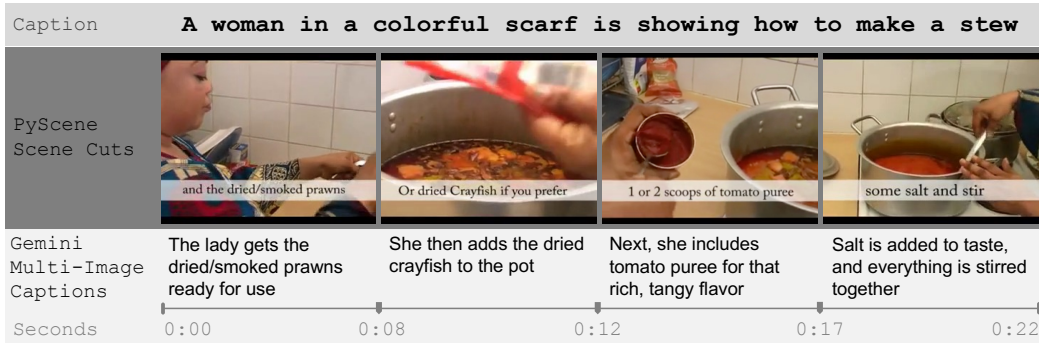 Caption
A woman in a colorful scarf is showing how to make a stew
PyScene
Scene Cuts
and the dried/smoked prawns
Or dried Crayfish if you prefer
1 or 2 scoops of tomato puree
some salt and stir
Gemini
Multi-Image
Captions
The lady gets the
dried/smoked prawns
ready for use
She then adds the dried
crayfish to the pot
Next, she includes
tomato puree for that
rich, tangy flavor
Salt is added to taste,
and everything is stirred
together
Seconds
0:00
0:08
0:12
0:17
0:22